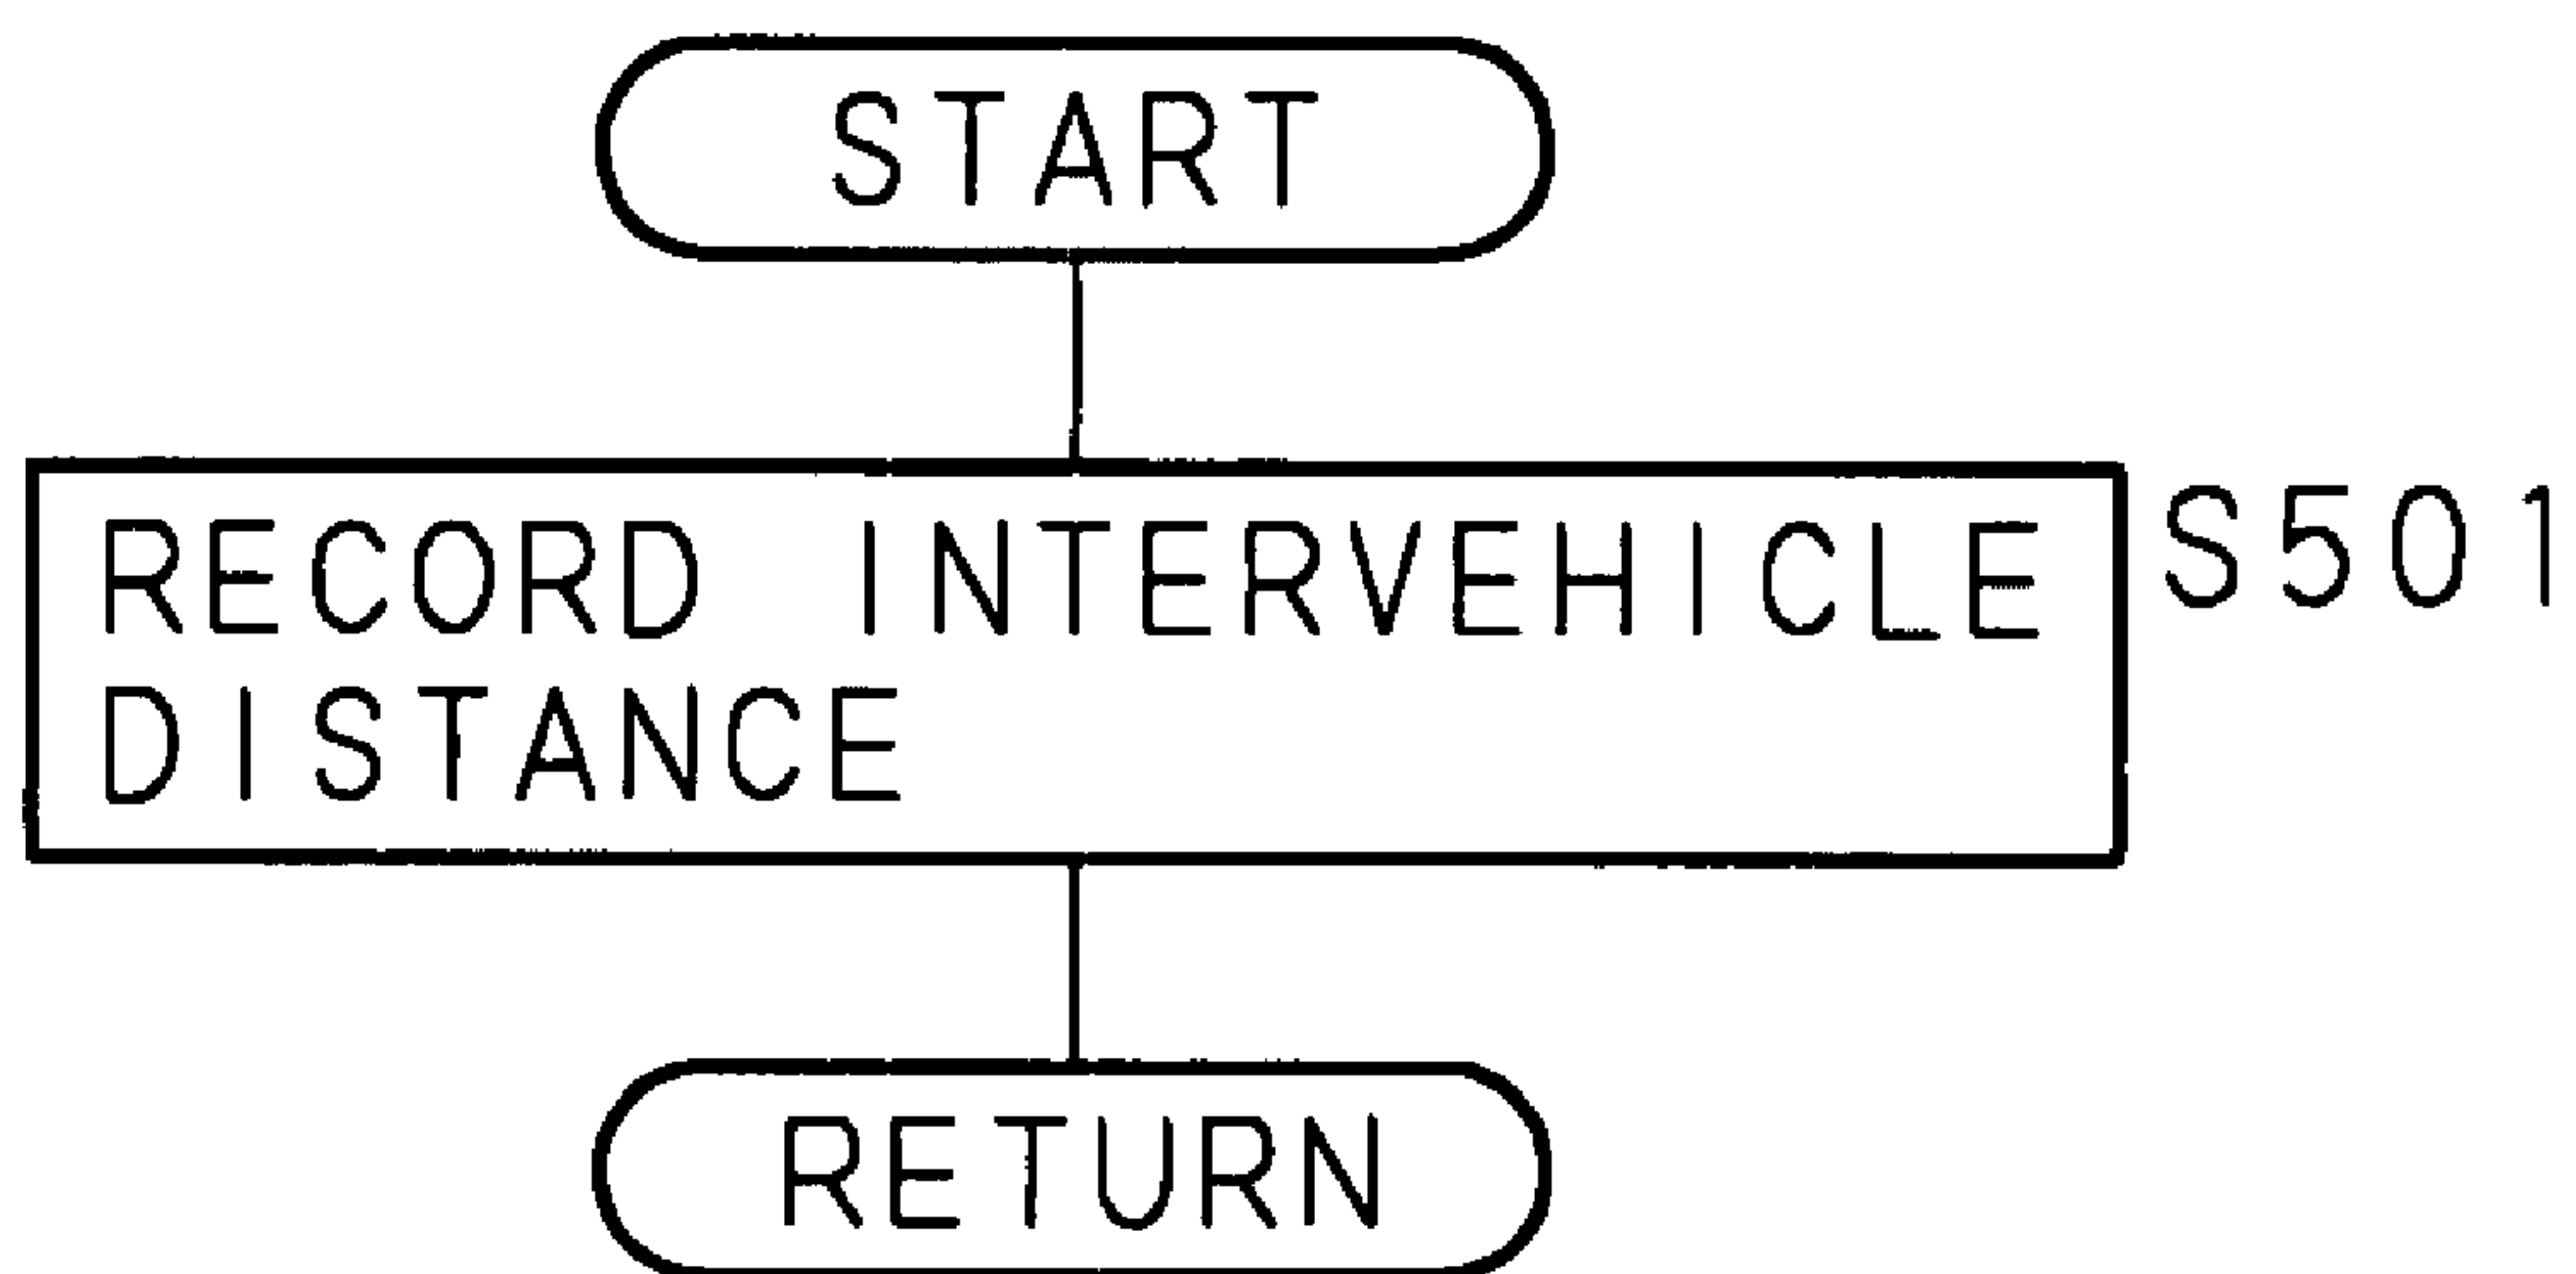 START
RECORD INTERVEHICLE S501
DISTANCE
RETURN